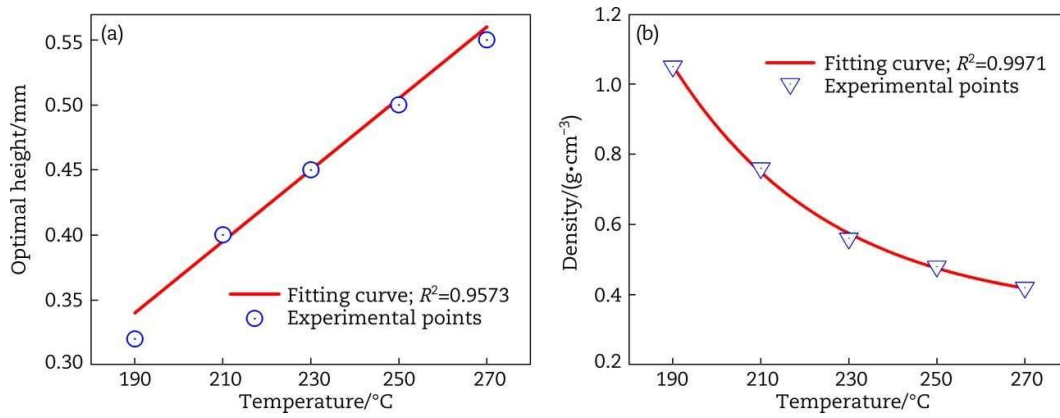 (a)
Optimal height/mm
0.55
0.50
0.45
0.40
0.35
0.30
Fitting curve; R²=0.9573
Experimental points
190 210 230 250 270
Temperature/°C
(b)
Density/(g•cm⁻³)
1.2
1.0
0.8
0.6
0.4
0.2
Fitting curve; R²=0.9971
Experimental points
190 210 230 250 270
Temperature/°C